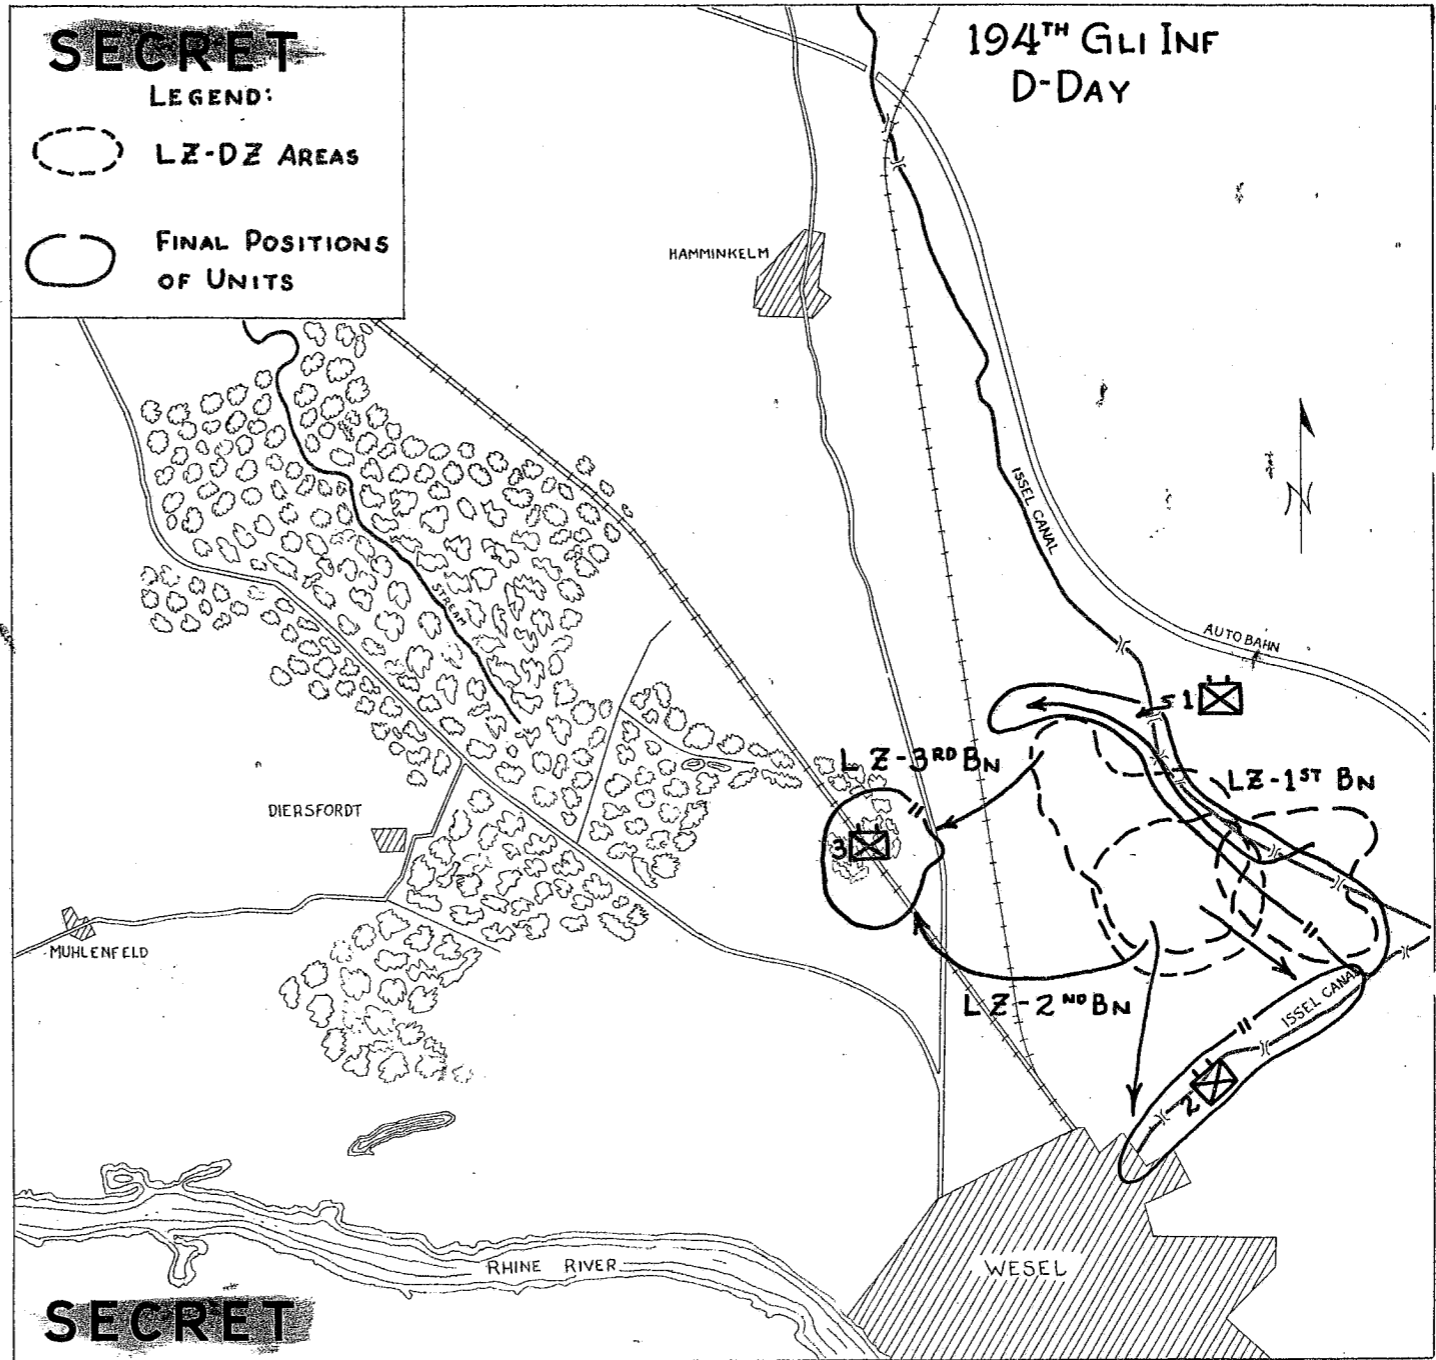 SECRET
LEGEND:
LZ-DZ AREAS
FINAL POSITIONS
OF UNITS
194TH GLI INF
D-DAY
HAMMINKELM
ISSEL CANAL
STREAM
AUTOBAHN
N
1
LZ-3RD BN
LZ-1ST BN
DIERSFORDT
3
MUHLENFELD
LZ-2ND BN
ISSEL CANAL
2
RHINE RIVER
WESEL
SECRET